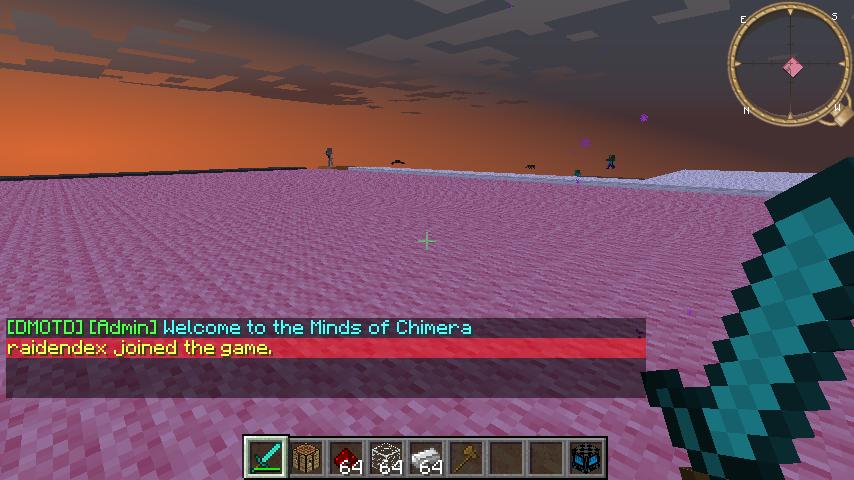 E S
N W
[DMOTD] [Admin] Welcome to the Minds of Chimera
raidendex joined the game.
64 64 64